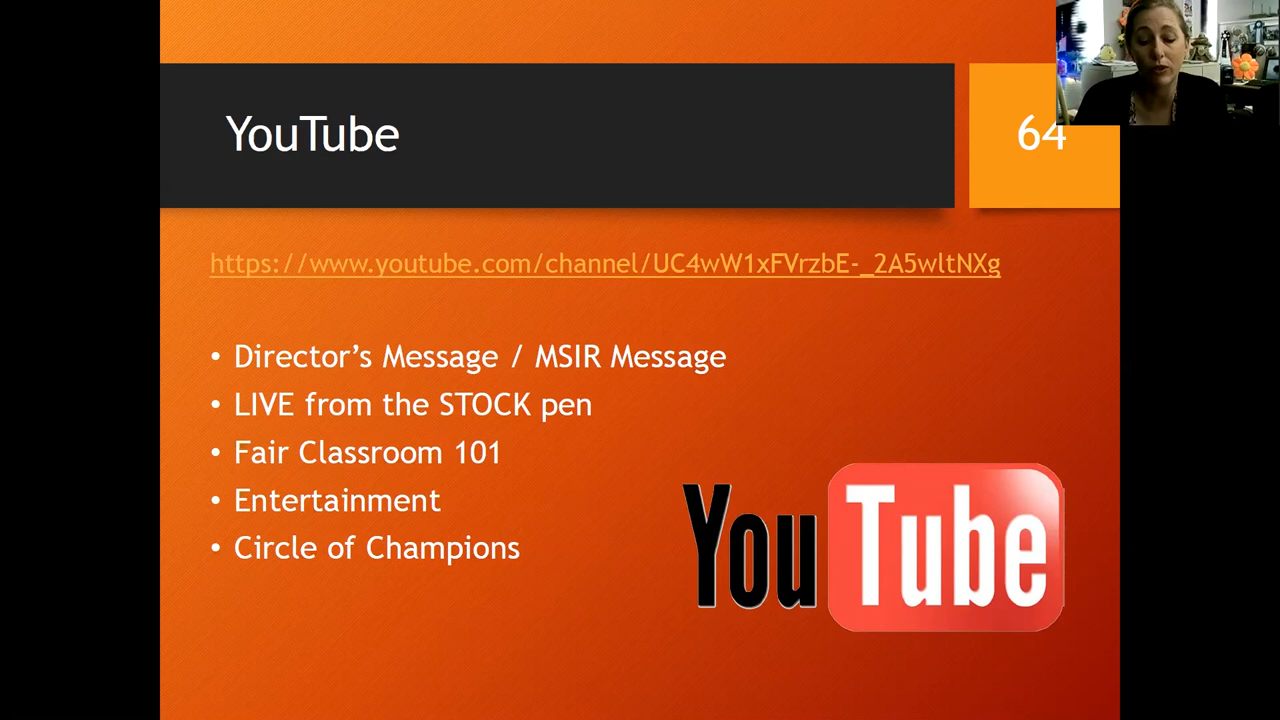 YouTube
64
https://www.youtube.com/channel/UC4wW1xFVrzbE-_2A5wltNXg
• Director’s Message / MSIR Message
• LIVE from the STOCK pen
• Fair Classroom 101
• Entertainment
• Circle of Champions
YouTube